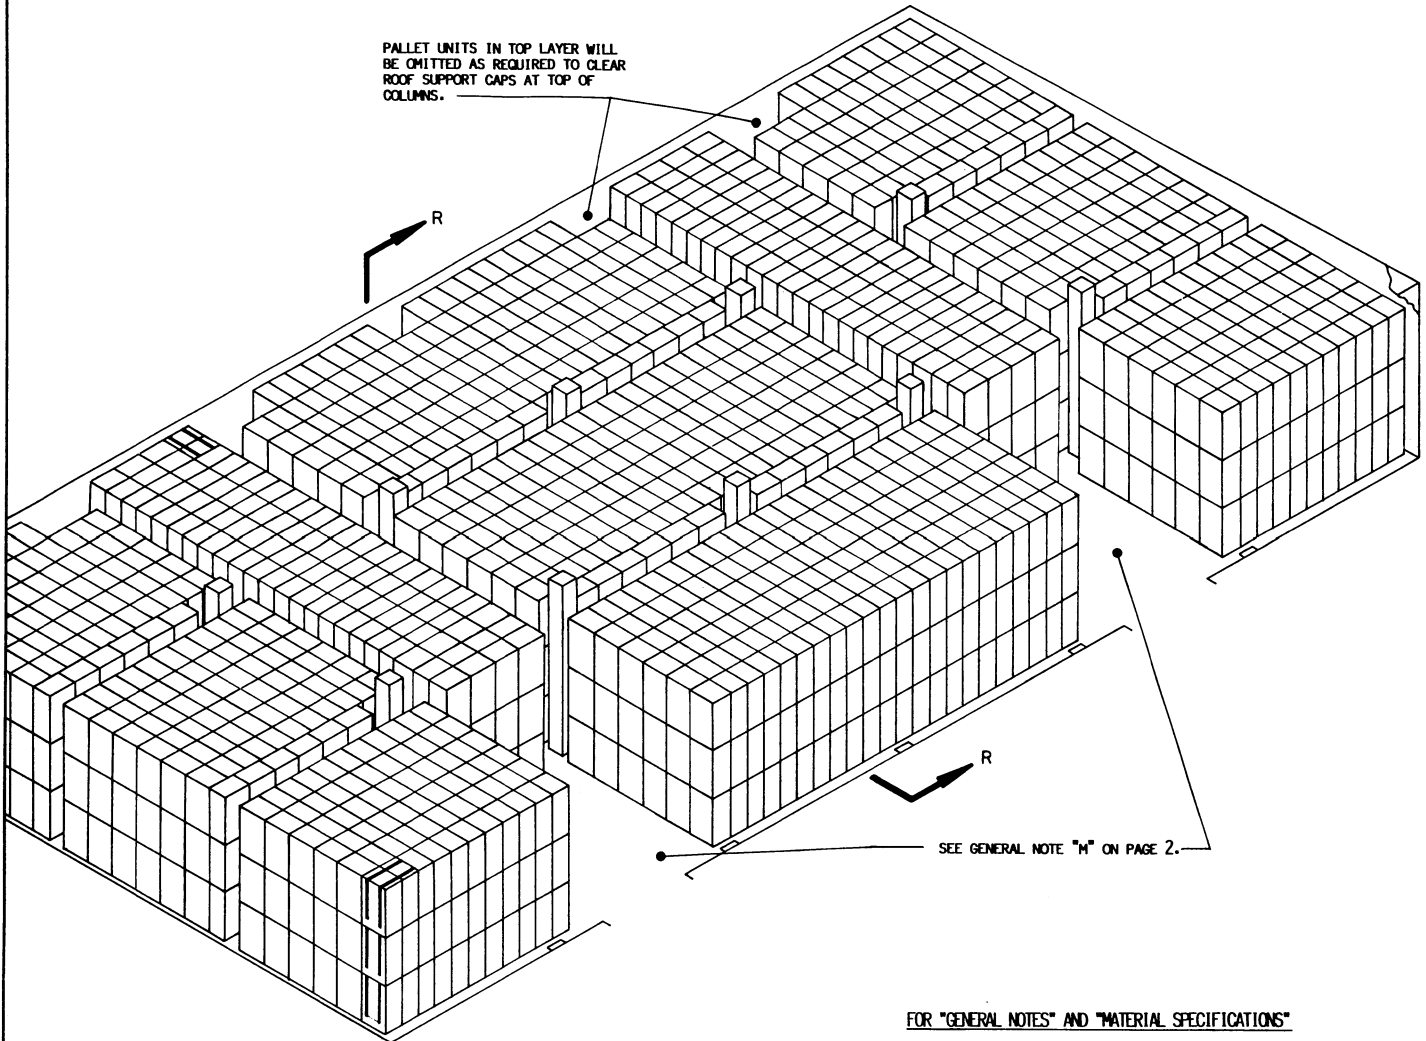 PALLET UNITS IN TOP LAYER WILL
BE OMITTED AS REQUIRED TO CLEAR
ROOF SUPPORT CAPS AT TOP OF
COLUMNS.
R
R
SEE GENERAL NOTE "M" ON PAGE 2.
FOR "GENERAL NOTES" AND "MATERIAL SPECIFICATIONS"